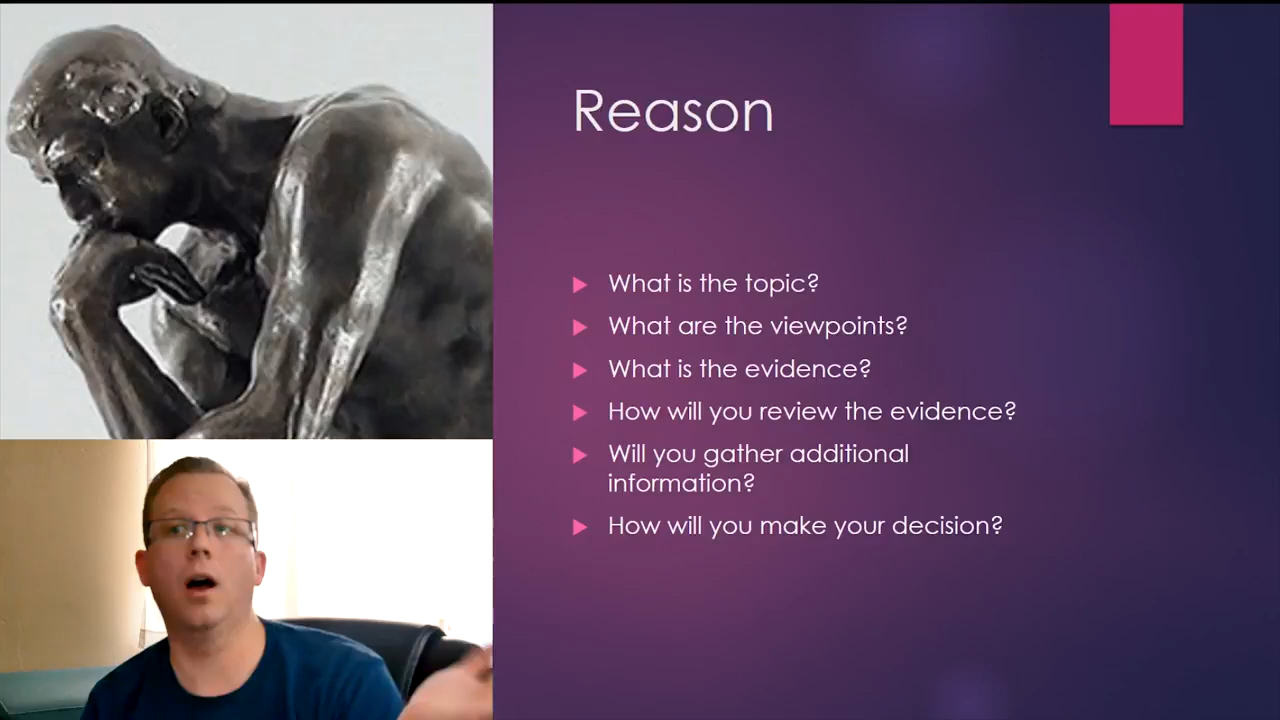 Reason
What is the topic?
What are the viewpoints?
What is the evidence?
How will you review the evidence?
Will you gather additional
information?
How will you make your decision?